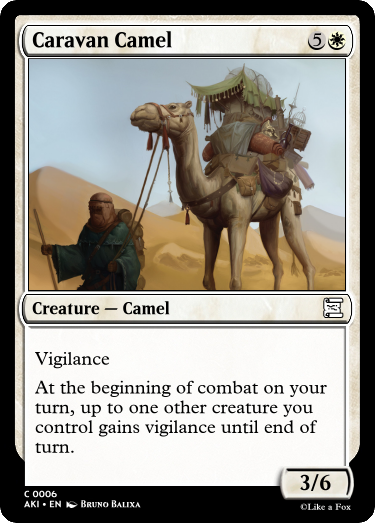 Caravan Camel 5
Creature — Camel
Vigilance
At the beginning of combat on your
turn, up to one other creature you
control gains vigilance until end of
turn.
3/6
C 0006
AKI • EN Bruno Balixa
©Like a Fox